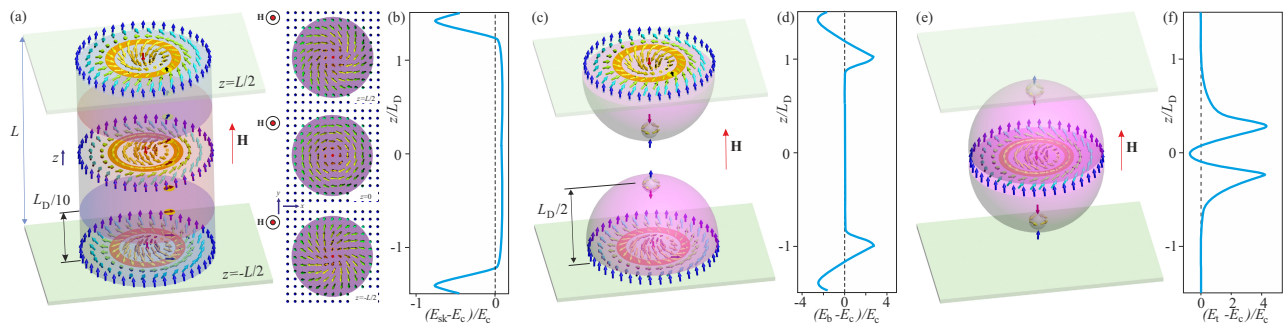 (a)
L
z
L_D/10
z=L/2
z=-L/2
H
H
z=L/2
H
z=0
y
x
H
z=-L/2
(b)
z/L_D
1
0
-1
-1
0
(E_sk-E_c)/E_c
(c)
L_D/2
H
(d)
z/L_D
1
0
-1
-4
0
4
(E_b -E_c)/E_c
(e)
H
(f)
z/L_D
1
0
-1
0
2
4
(E_t -E_c)/E_c